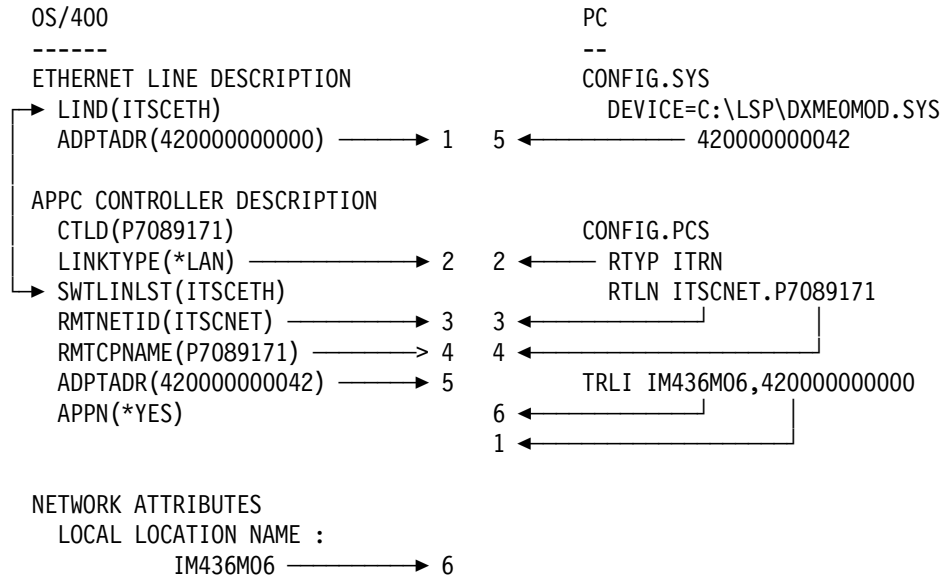 OS/400 PC
------ --
ETHERNET LINE DESCRIPTION CONFIG.SYS
LIND(ITSCETH) DEVICE=C:\LSP\DXME0MOD.SYS
ADPTADR(420000000000) 1 5 420000000042
APPC CONTROLLER DESCRIPTION
CTLD(P7089171) CONFIG.PCS
LINKTYPE(*LAN) 2 2 RTYP ITRN
SWTLINLST(ITSCETH) RTLN ITSCNET.P7089171
RMTNETID(ITSCNET) 3 3
RMTCPNAME(P7089171) > 4 4
ADPTADR(420000000042) 5 TRLI IM436M06,420000000000
APPN(*YES) 6
1
NETWORK ATTRIBUTES
LOCAL LOCATION NAME :
IM436M06 6